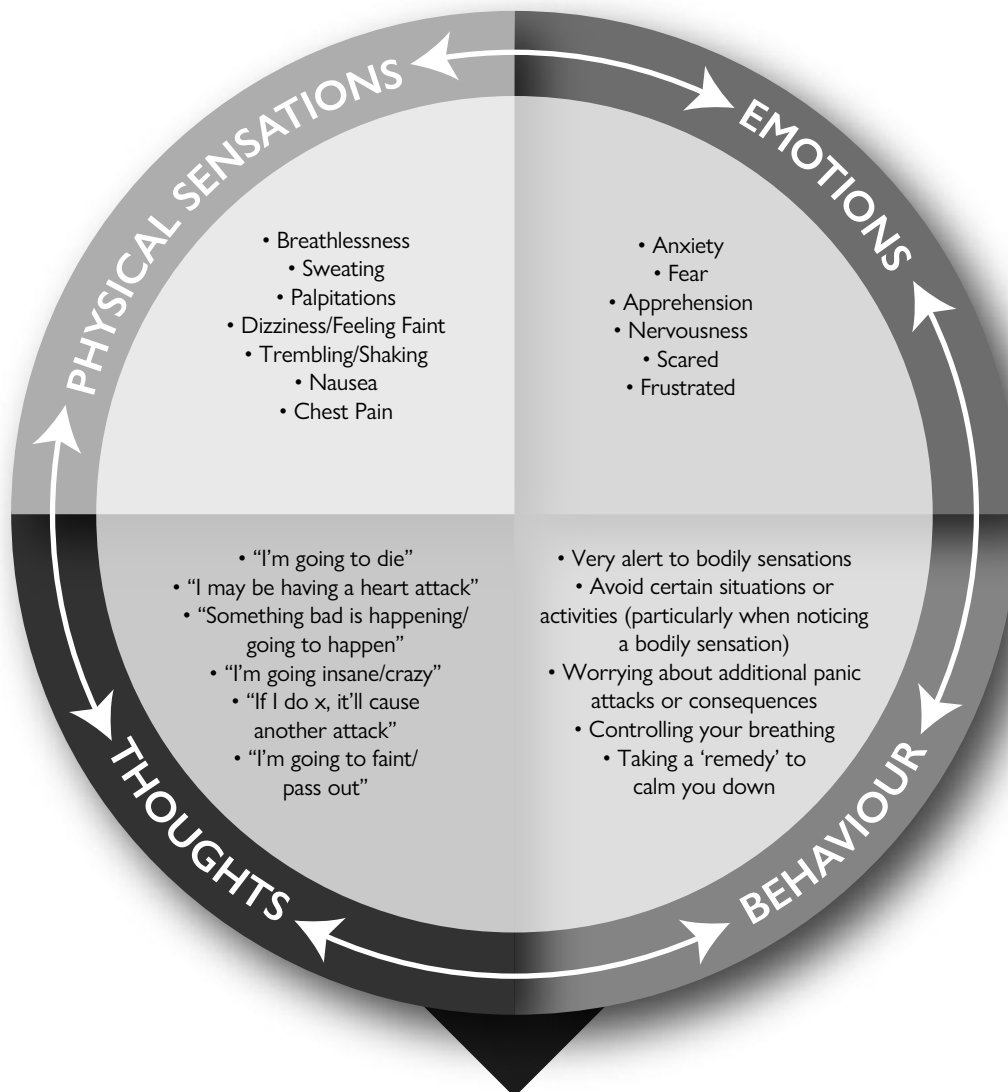 PHYSICAL SENSATIONS
• Breathlessness
• Sweating
• Palpitations
• Dizziness/Feeling Faint
• Trembling/Shaking
• Nausea
• Chest Pain
EMOTIONS
• Anxiety
• Fear
• Apprehension
• Nervousness
• Scared
• Frustrated
THOUGHTS
• “I’m going to die”
• “I may be having a heart attack”
• “Something bad is happening/
going to happen”
• “I’m going insane/crazy”
• “If I do x, it’ll cause
another attack”
• “I’m going to faint/
pass out”
BEHAVIOUR
• Very alert to bodily sensations
• Avoid certain situations or
activities (particularly when noticing
a bodily sensation)
• Worrying about additional panic
attacks or consequences
• Controlling your breathing
• Taking a ‘remedy’ to
calm you down